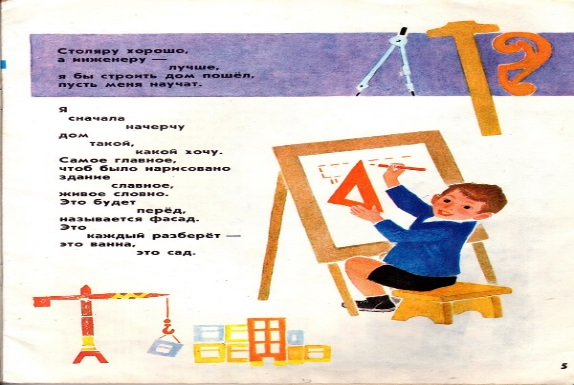 Столяру хорошо,
а инженеру —
лучше,
я бы строить дом пошёл,
пусть меня научат.
Я
сначала
начерчу
дом
такой,
какой хочу.
Самое главное,
чтоб было нарисовано
здание
славное,
живое словно.
Это будет
перёд,
называется фасад.
Это
каждый разберёт —
это ванна,
это сад.
5